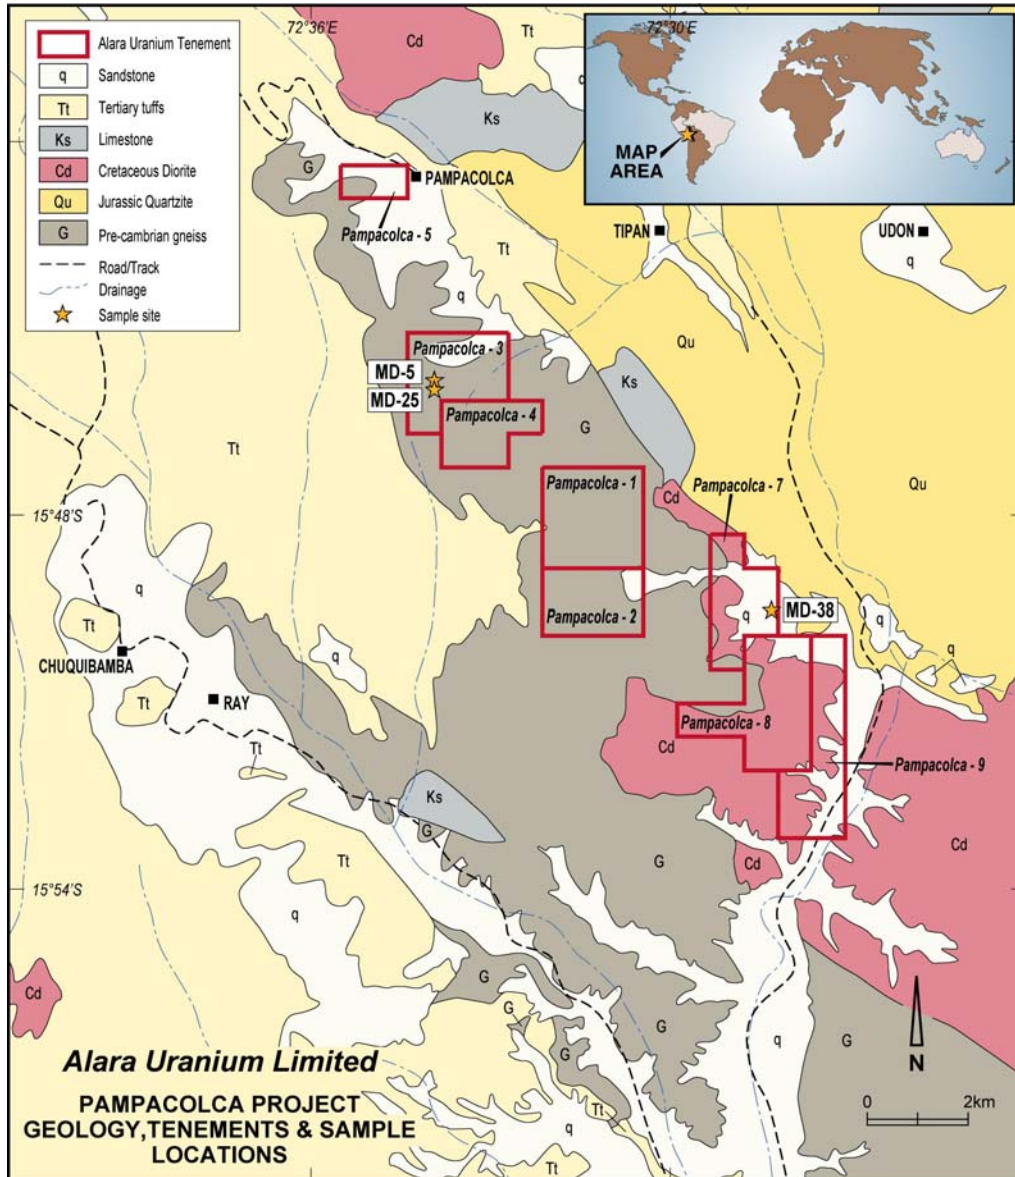 72°36'E
72°30'E
Alara Uranium Tenement
q
Sandstone
Tt
Tertiary tuffs
Ks
Limestone
Cd
Cretaceous Diorite
Qu
Jurassic Quartzite
G
Pre-cambrian gneiss
Road/Track
Drainage
Sample site
MAP
AREA
Cd
Tt
q
Ks
G
PAMPACOLCA
Pampacolca - 5
TIPAN
UDON
q
Tt
q
Qu
Pampacolca - 3
MD-5
MD-25
Pampacolca - 4
Ks
G
Tt
Pampacolca - 1
Pampacolca - 7
Cd
Qu
15°48'S
q
Pampacolca - 2
q
MD-38
q
Tt
CHUQUIBAMBA
q
q
Tt
RAY
Pampacolca - 8
Cd
Pampacolca - 9
Tt
Ks
G
Tt
G
Cd
Cd
15°54'S
q
G
Cd
G
G
G
q
G
N
Alara Uranium Limited
PAMPACOLCA PROJECT
GEOLOGY,TENEMENTS & SAMPLE
LOCATIONS
Tt
q
Tt
0
2km